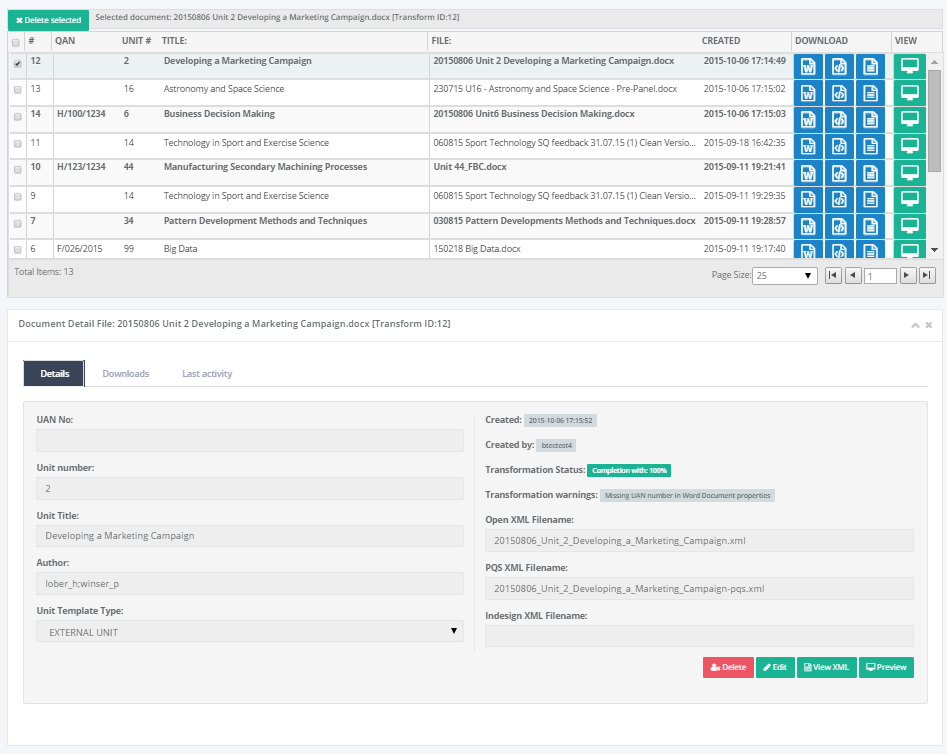 Delete selected Selected document: 20150806 Unit 2 Developing a Marketing Campaign.docx [Transform ID:12]
# QAN UNIT # TITLE: FILE: CREATED DOWNLOAD VIEW
12 2 Developing a Marketing Campaign 20150806 Unit 2 Developing a Marketing Campaign.docx 2015-10-06 17:14:49
13 16 Astronomy and Space Science 230715 U16 - Astronomy and Space Science - Pre-Panel.docx 2015-10-06 17:15:02
14 H/100/1234 6 Business Decision Making 20150806 Unit6 Business Decision Making.docx 2015-10-06 17:15:03
11 14 Technology in Sport and Exercise Science 060815 Sport Technology SQ feedback 31.07.15 (1) Clean Versio... 2015-09-18 16:42:35
10 H/123/1234 44 Manufacturing Secondary Machining Processes Unit 44_FBC.docx 2015-09-11 19:21:41
9 14 Technology in Sport and Exercise Science 060815 Sport Technology SQ feedback 31.07.15 (1) Clean Versio... 2015-09-11 19:29:35
7 34 Pattern Development Methods and Techniques 030815 Pattern Developments Methods and Techniques.docx 2015-09-11 19:28:57
6 F/026/2015 99 Big Data 150218 Big Data.docx 2015-09-11 19:17:40
Total Items: 13 Page Size: 25 1
Document Detail File: 20150806 Unit 2 Developing a Marketing Campaign.docx [Transform ID:12]
Details Downloads Last activity
UAN No:
Unit number:
2
Unit Title:
Developing a Marketing Campaign
Author:
lober_h;winser_p
Unit Template Type:
EXTERNAL UNIT
Created: 2015-10-06 17:15:52
Created by: btectest4
Transformation Status: Completion with: 100%
Transformation warnings: Missing UAN number in Word Document properties
Open XML Filename:
20150806_Unit_2_Developing_a_Marketing_Campaign.xml
PQS XML Filename:
20150806_Unit_2_Developing_a_Marketing_Campaign-pqs.xml
Indesign XML Filename:
Delete Edit View XML Preview